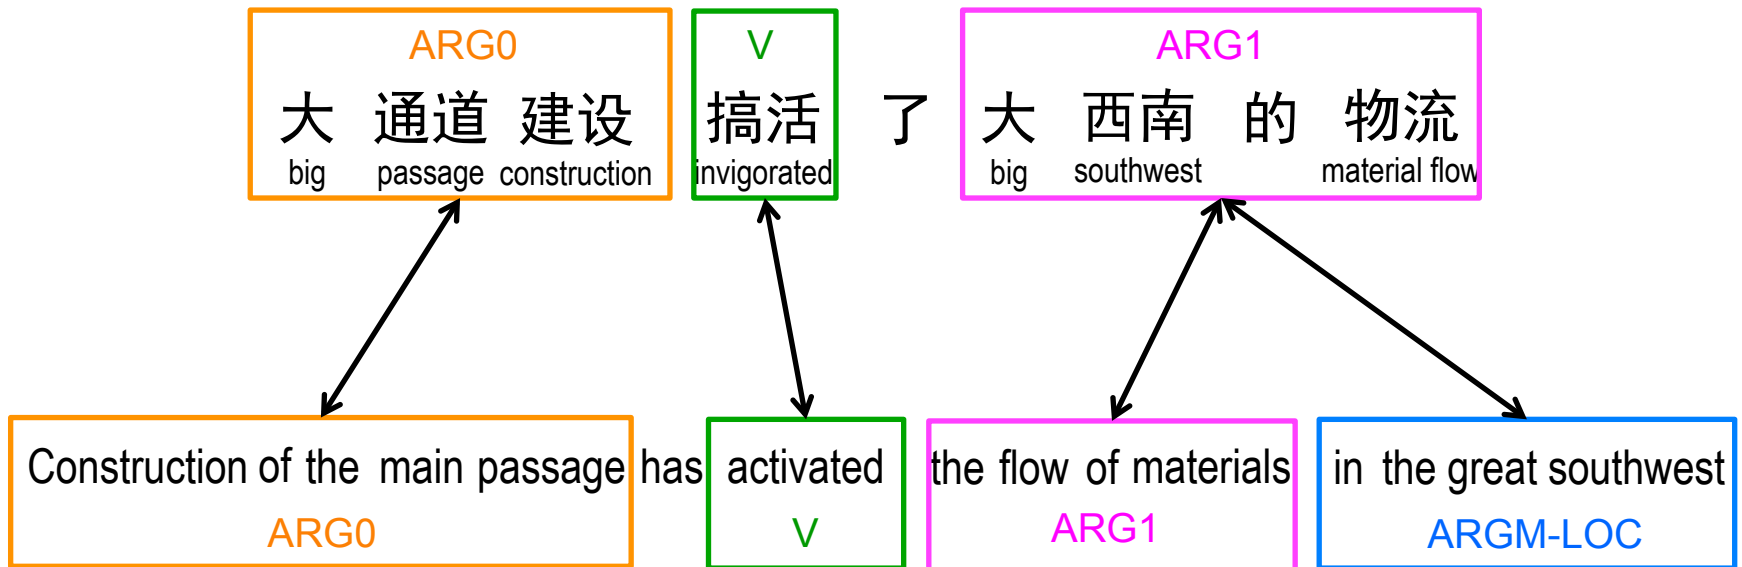 ARG0 V ARG1
大 通道 建设 搞活 了 大 西南 的 物流
big passage construction invigorated big southwest material flow
Construction of the main passage has activated the flow of materials in the great southwest
ARG0 V ARG1 ARGM-LOC